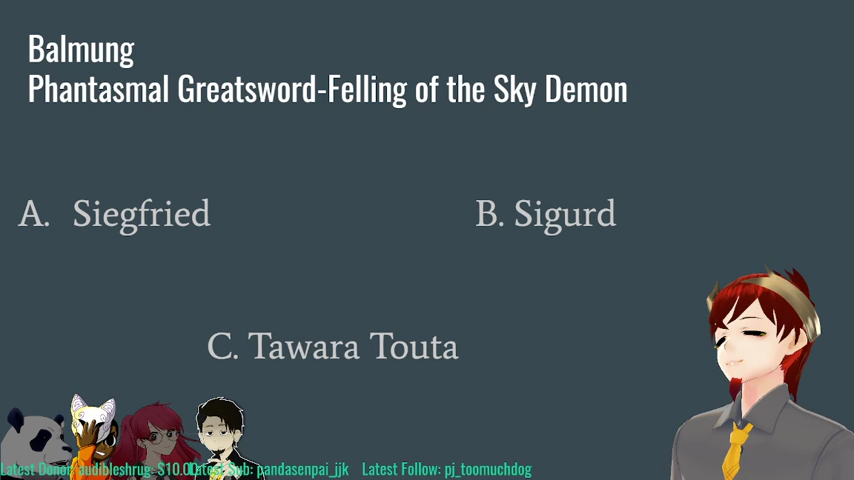 Balmung
Phantasmal Greatsword-Felling of the Sky Demon
A. Siegfried
B. Sigurd
C. Tawara Touta
Latest Donor: audibleshrug: $10.00
Latest Sub: pandasenpai_jjk
Latest Follow: pj_toomuchdog